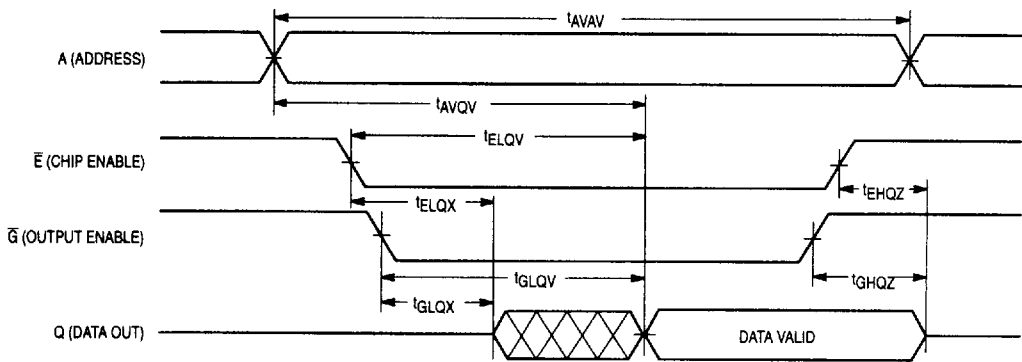 tAVAV
A (ADDRESS)
tAVQV
tELQV
E̅ (CHIP ENABLE)
tEHQZ
tELQX
G̅ (OUTPUT ENABLE)
tGLQV
tGHQZ
tGLQX
Q (DATA OUT)
DATA VALID